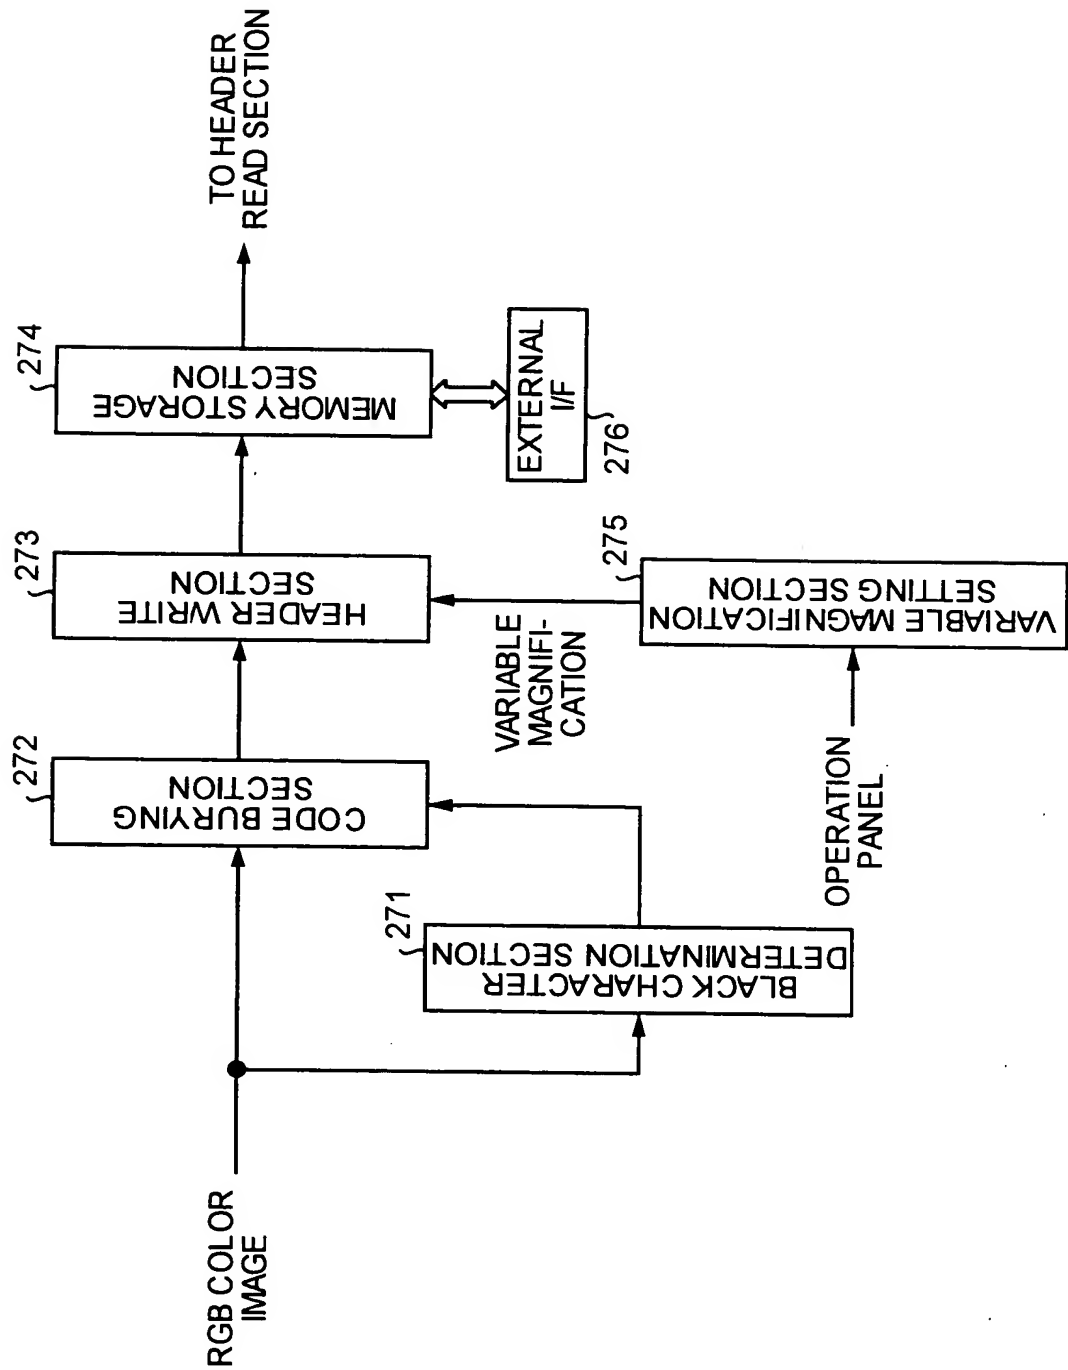 RGB COLOR
IMAGE
271
BLACK CHARACTER
DETERMINATION SECTION
272
CODE BURYING
SECTION
273
HEADER WRITE
SECTION
274
MEMORY STORAGE
SECTION
TO HEADER
READ SECTION
EXTERNAL
I/F
276
VARIABLE
MAGNIFI-
CATION
275
VARIABLE MAGNIFICATION
SETTING SECTION
OPERATION
PANEL